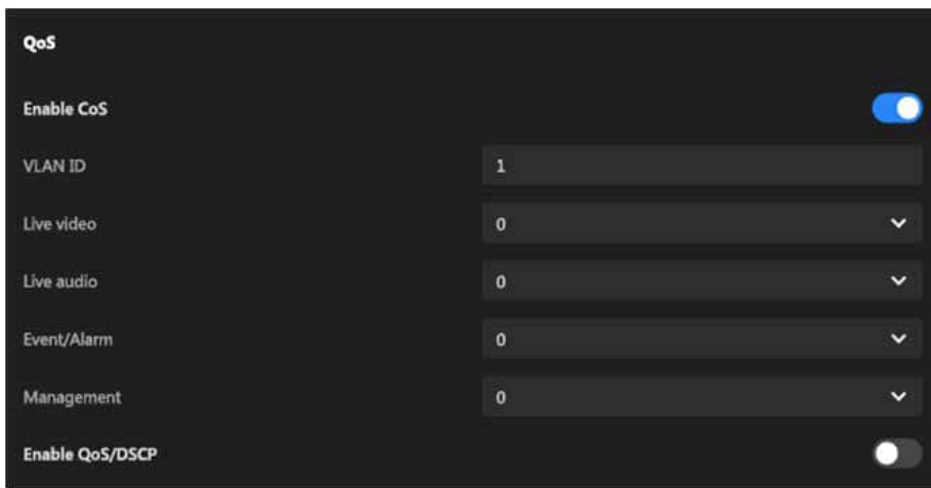 QoS
Enable CoS
VLAN ID 1
Live video 0
Live audio 0
Event/Alarm 0
Management 0
Enable QoS/DSCP